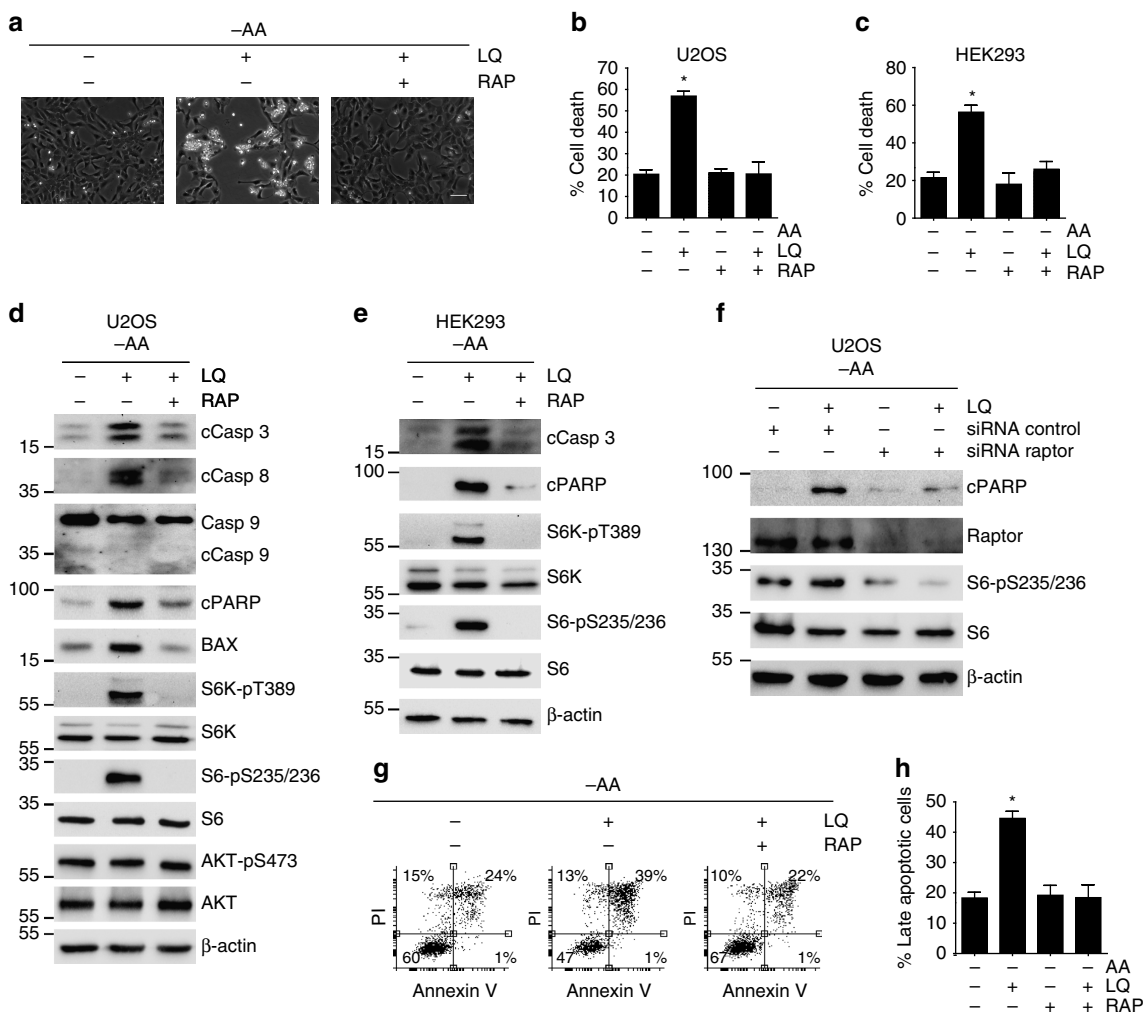 a
–AA
– + + LQ
– – + RAP
b
U2OS
% Cell death
70
60
50
40
30
20
10
0
*
– – – – AA
– + – + LQ
– – + + RAP
c
HEK293
% Cell death
80
60
40
20
0
*
– – – – AA
– + – + LQ
– – + + RAP
d
U2OS
–AA
– + + LQ
– – + RAP
cCasp 3
15
cCasp 8
35
Casp 9
35
cCasp 9
100
cPARP
BAX
15
S6K-pT389
55
S6K
55
35
S6-pS235/236
35
S6
AKT-pS473
55
AKT
55
55
β-actin
e
HEK293
–AA
– + + LQ
– – + RAP
cCasp 3
15
100
cPARP
S6K-pT389
55
S6K
55
35
S6-pS235/236
35
S6
55
β-actin
f
U2OS
–AA
– + – + LQ
+ + – – siRNA control
– – + + siRNA raptor
100
cPARP
Raptor
130
35
S6-pS235/236
35
S6
55
β-actin
g
–AA
– + + LQ
– – + RAP
PI
15% 24%
60 1%
Annexin V
PI
13% 39%
47 1%
Annexin V
PI
10% 22%
67 1%
Annexin V
h
% Late apoptotic cells
50
40
30
20
10
0
*
– – – – AA
– + – + LQ
– – + + RAP